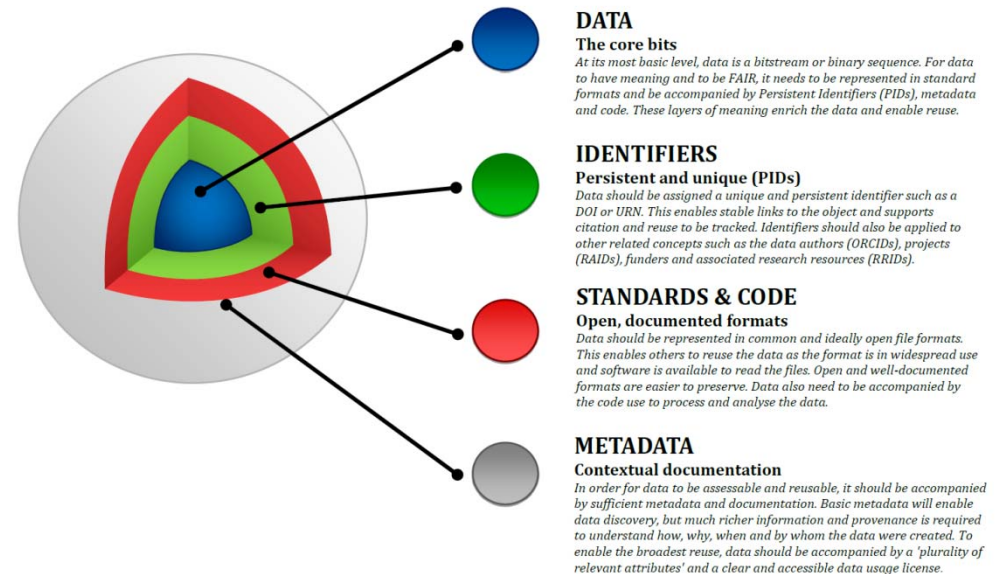 DATA
The core bits
At its most basic level, data is a bitstream or binary sequence. For data
to have meaning and to be FAIR, it needs to be represented in standard
formats and be accompanied by Persistent Identifiers (PIDs), metadata
and code. These layers of meaning enrich the data and enable reuse.
IDENTIFIERS
Persistent and unique (PIDs)
Data should be assigned a unique and persistent identifier such as a
DOI or URN. This enables stable links to the object and supports
citation and reuse to be tracked. Identifiers should also be applied to
other related concepts such as the data authors (ORCIDs), projects
(RAIDs), funders and associated research resources (RRIDs).
STANDARDS & CODE
Open, documented formats
Data should be represented in common and ideally open file formats.
This enables others to reuse the data as the format is in widespread use
and software is available to read the files. Open and well-documented
formats are easier to preserve. Data also need to be accompanied by
the code use to process and analyse the data.
METADATA
Contextual documentation
In order for data to be assessable and reusable, it should be accompanied
by sufficient metadata and documentation. Basic metadata will enable
data discovery, but much richer information and provenance is required
to understand how, why, when and by whom the data were created. To
enable the broadest reuse, data should be accompanied by a 'plurality of
relevant attributes' and a clear and accessible data usage license.